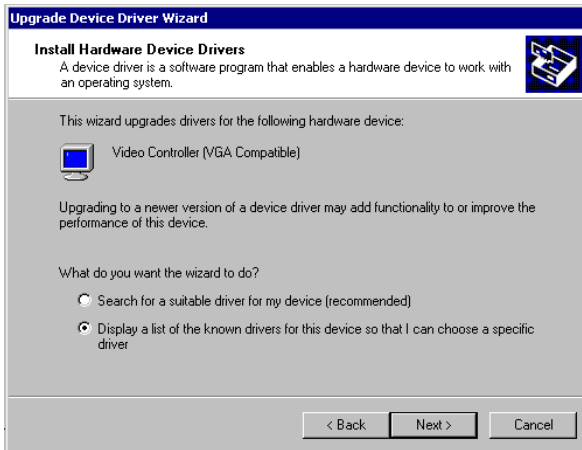 Upgrade Device Driver Wizard
Install Hardware Device Drivers
A device driver is a software program that enables a hardware device to work with
an operating system.
This wizard upgrades drivers for the following hardware device:
Video Controller (VGA Compatible)
Upgrading to a newer version of a device driver may add functionality to or improve the
performance of this device.
What do you want the wizard to do?
Search for a suitable driver for my device (recommended)
Display a list of the known drivers for this device so that I can choose a specific
driver
< Back Next > Cancel